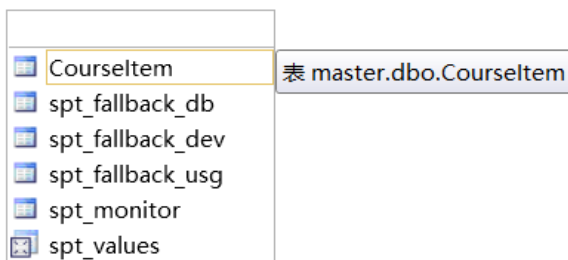 CourseItem
表 master.dbo.CourseItem
spt_fallback_db
spt_fallback_dev
spt_fallback_usg
spt_monitor
spt_values